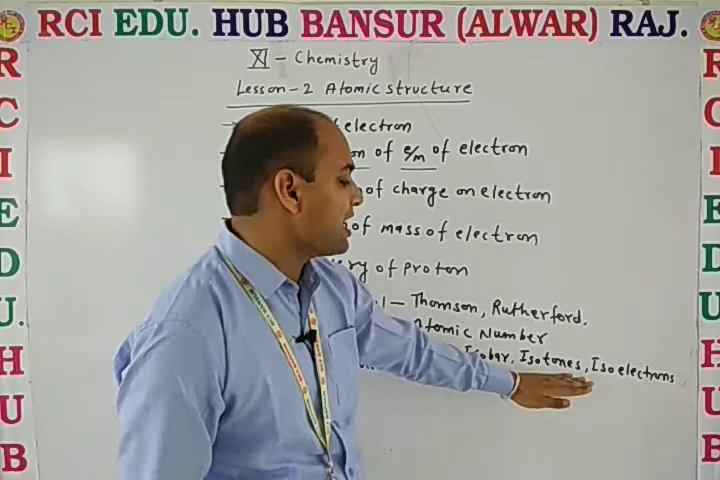 RCI EDU. HUB BANSUR (ALWAR) RAJ.
XI - Chemistry
Lesson-2 Atomic structure
electron
of e/m of electron
of charge on electron
of mass of electron
of Proton
Thomson, Rutherford.
Atomic Number
Isobar, Isotones, Isoelectrons
RCI EDU. HUB
RCI EDU. HUB